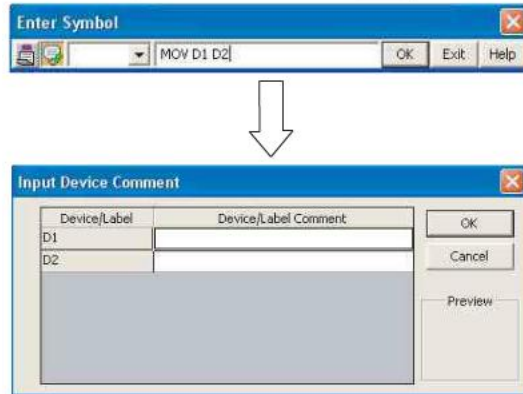 Enter Symbol
MOV D1 D2
OK
Exit
Help
Input Device Comment
Device/Label
Device/Label Comment
D1
D2
OK
Cancel
Preview